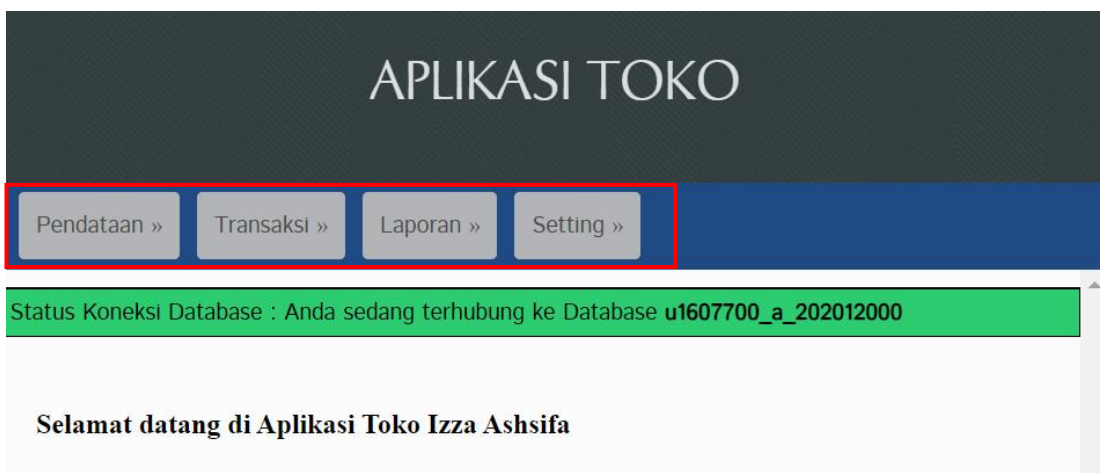 APLIKASI TOKO
Pendataan » Transaksi » Laporan » Setting »
Status Koneksi Database : Anda sedang terhubung ke Database u1607700_a_202012000
Selamat datang di Aplikasi Toko Izza Ashsifa